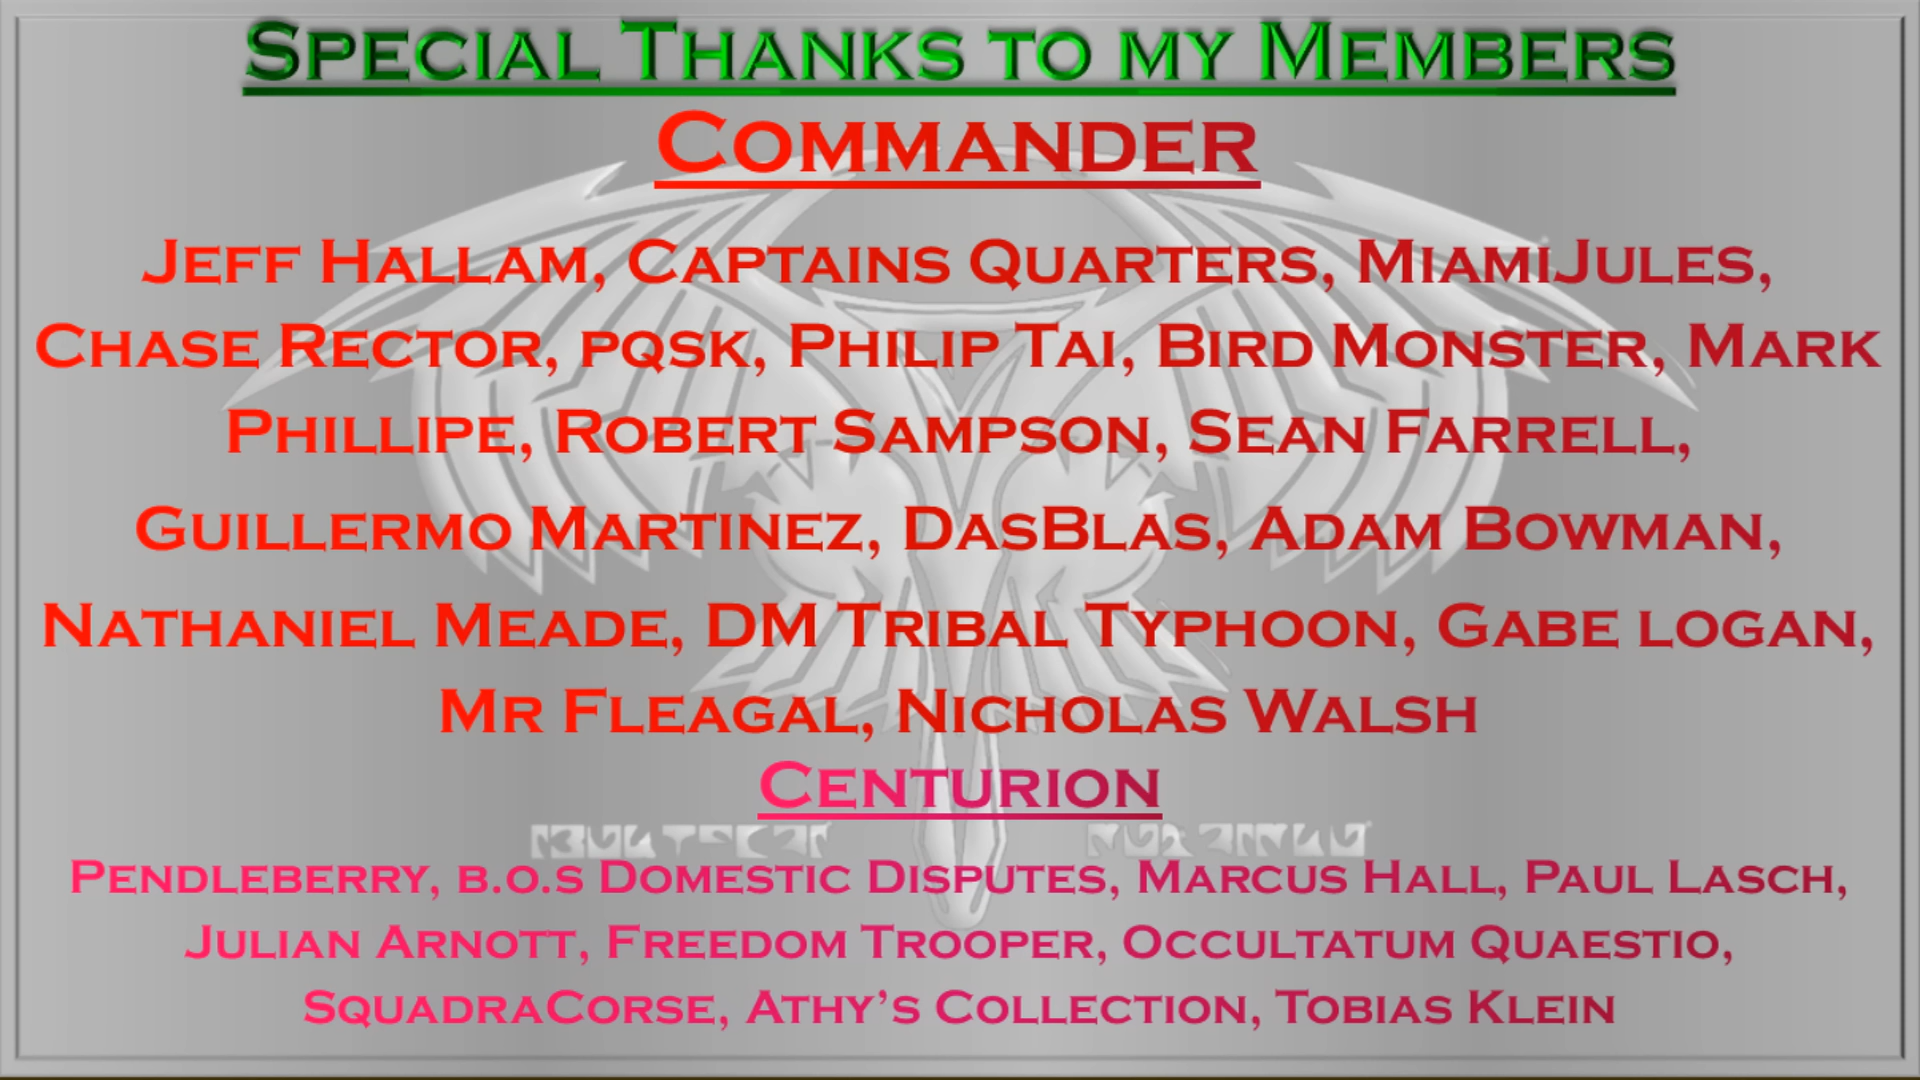 Special Thanks to my Members
Commander
Jeff Hallam, Captains Quarters, MiamiJules,
Chase Rector, pqsk, Philip Tai, Bird Monster, Mark
Phillipe, Robert Sampson, Sean Farrell,
Guillermo Martinez, DasBlas, Adam Bowman,
Nathaniel Meade, DM Tribal Typhoon, Gabe logan,
Mr Fleagal, Nicholas Walsh
Centurion
Pendleberry, b.o.s Domestic Disputes, Marcus Hall, Paul Lasch,
Julian Arnott, Freedom Trooper, Occultatum Quaestio,
SquadraCorse, Athy’s Collection, Tobias Klein